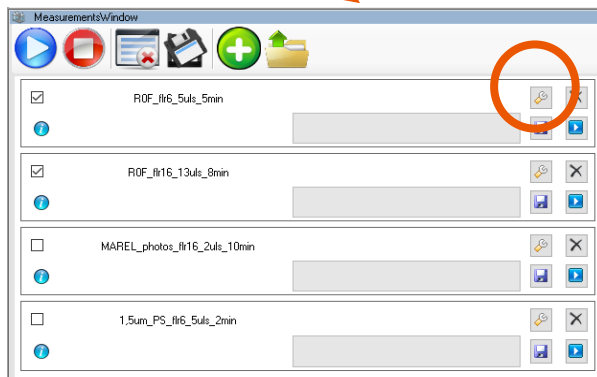 MeasurementsWindow
R0F_flr6_5uls_5min
R0F_flr16_13uls_8min
MAREL_photos_flr16_2uls_10min
1,5um_PS_flr6_5uls_2min